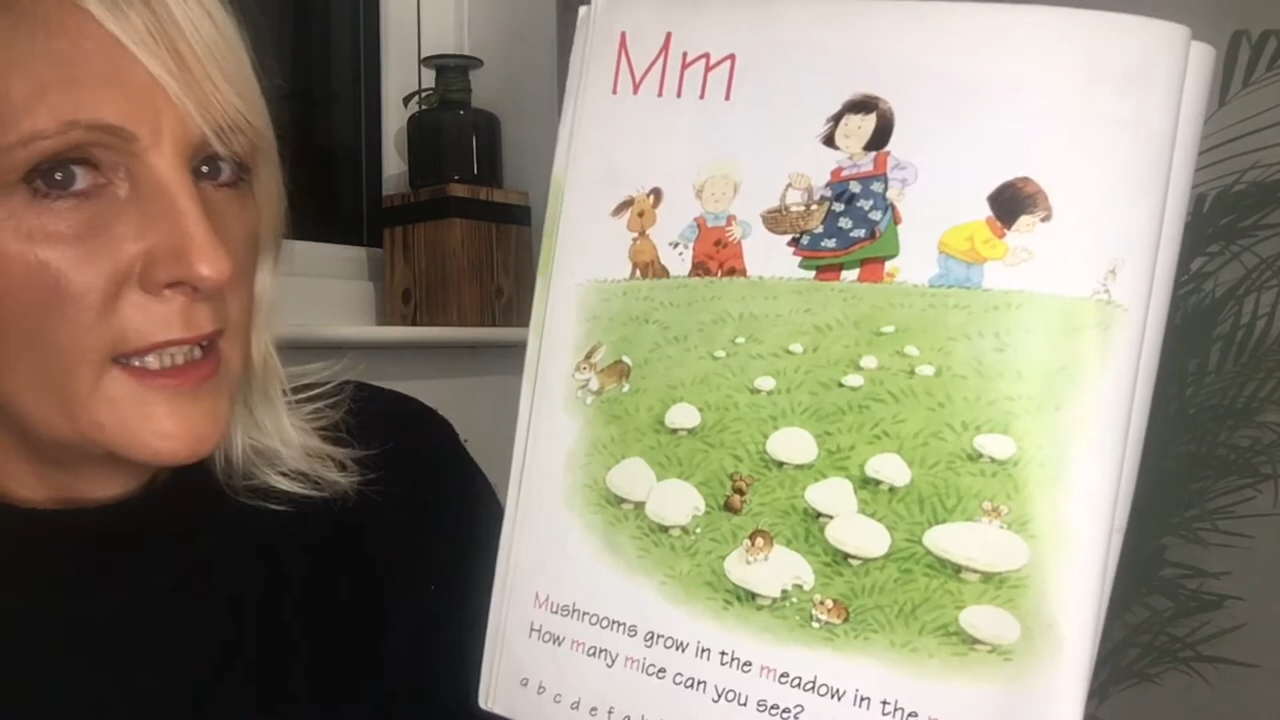 Mm
Mushrooms grow in the meadow in the
How many mice can you see?
a b c d e f g